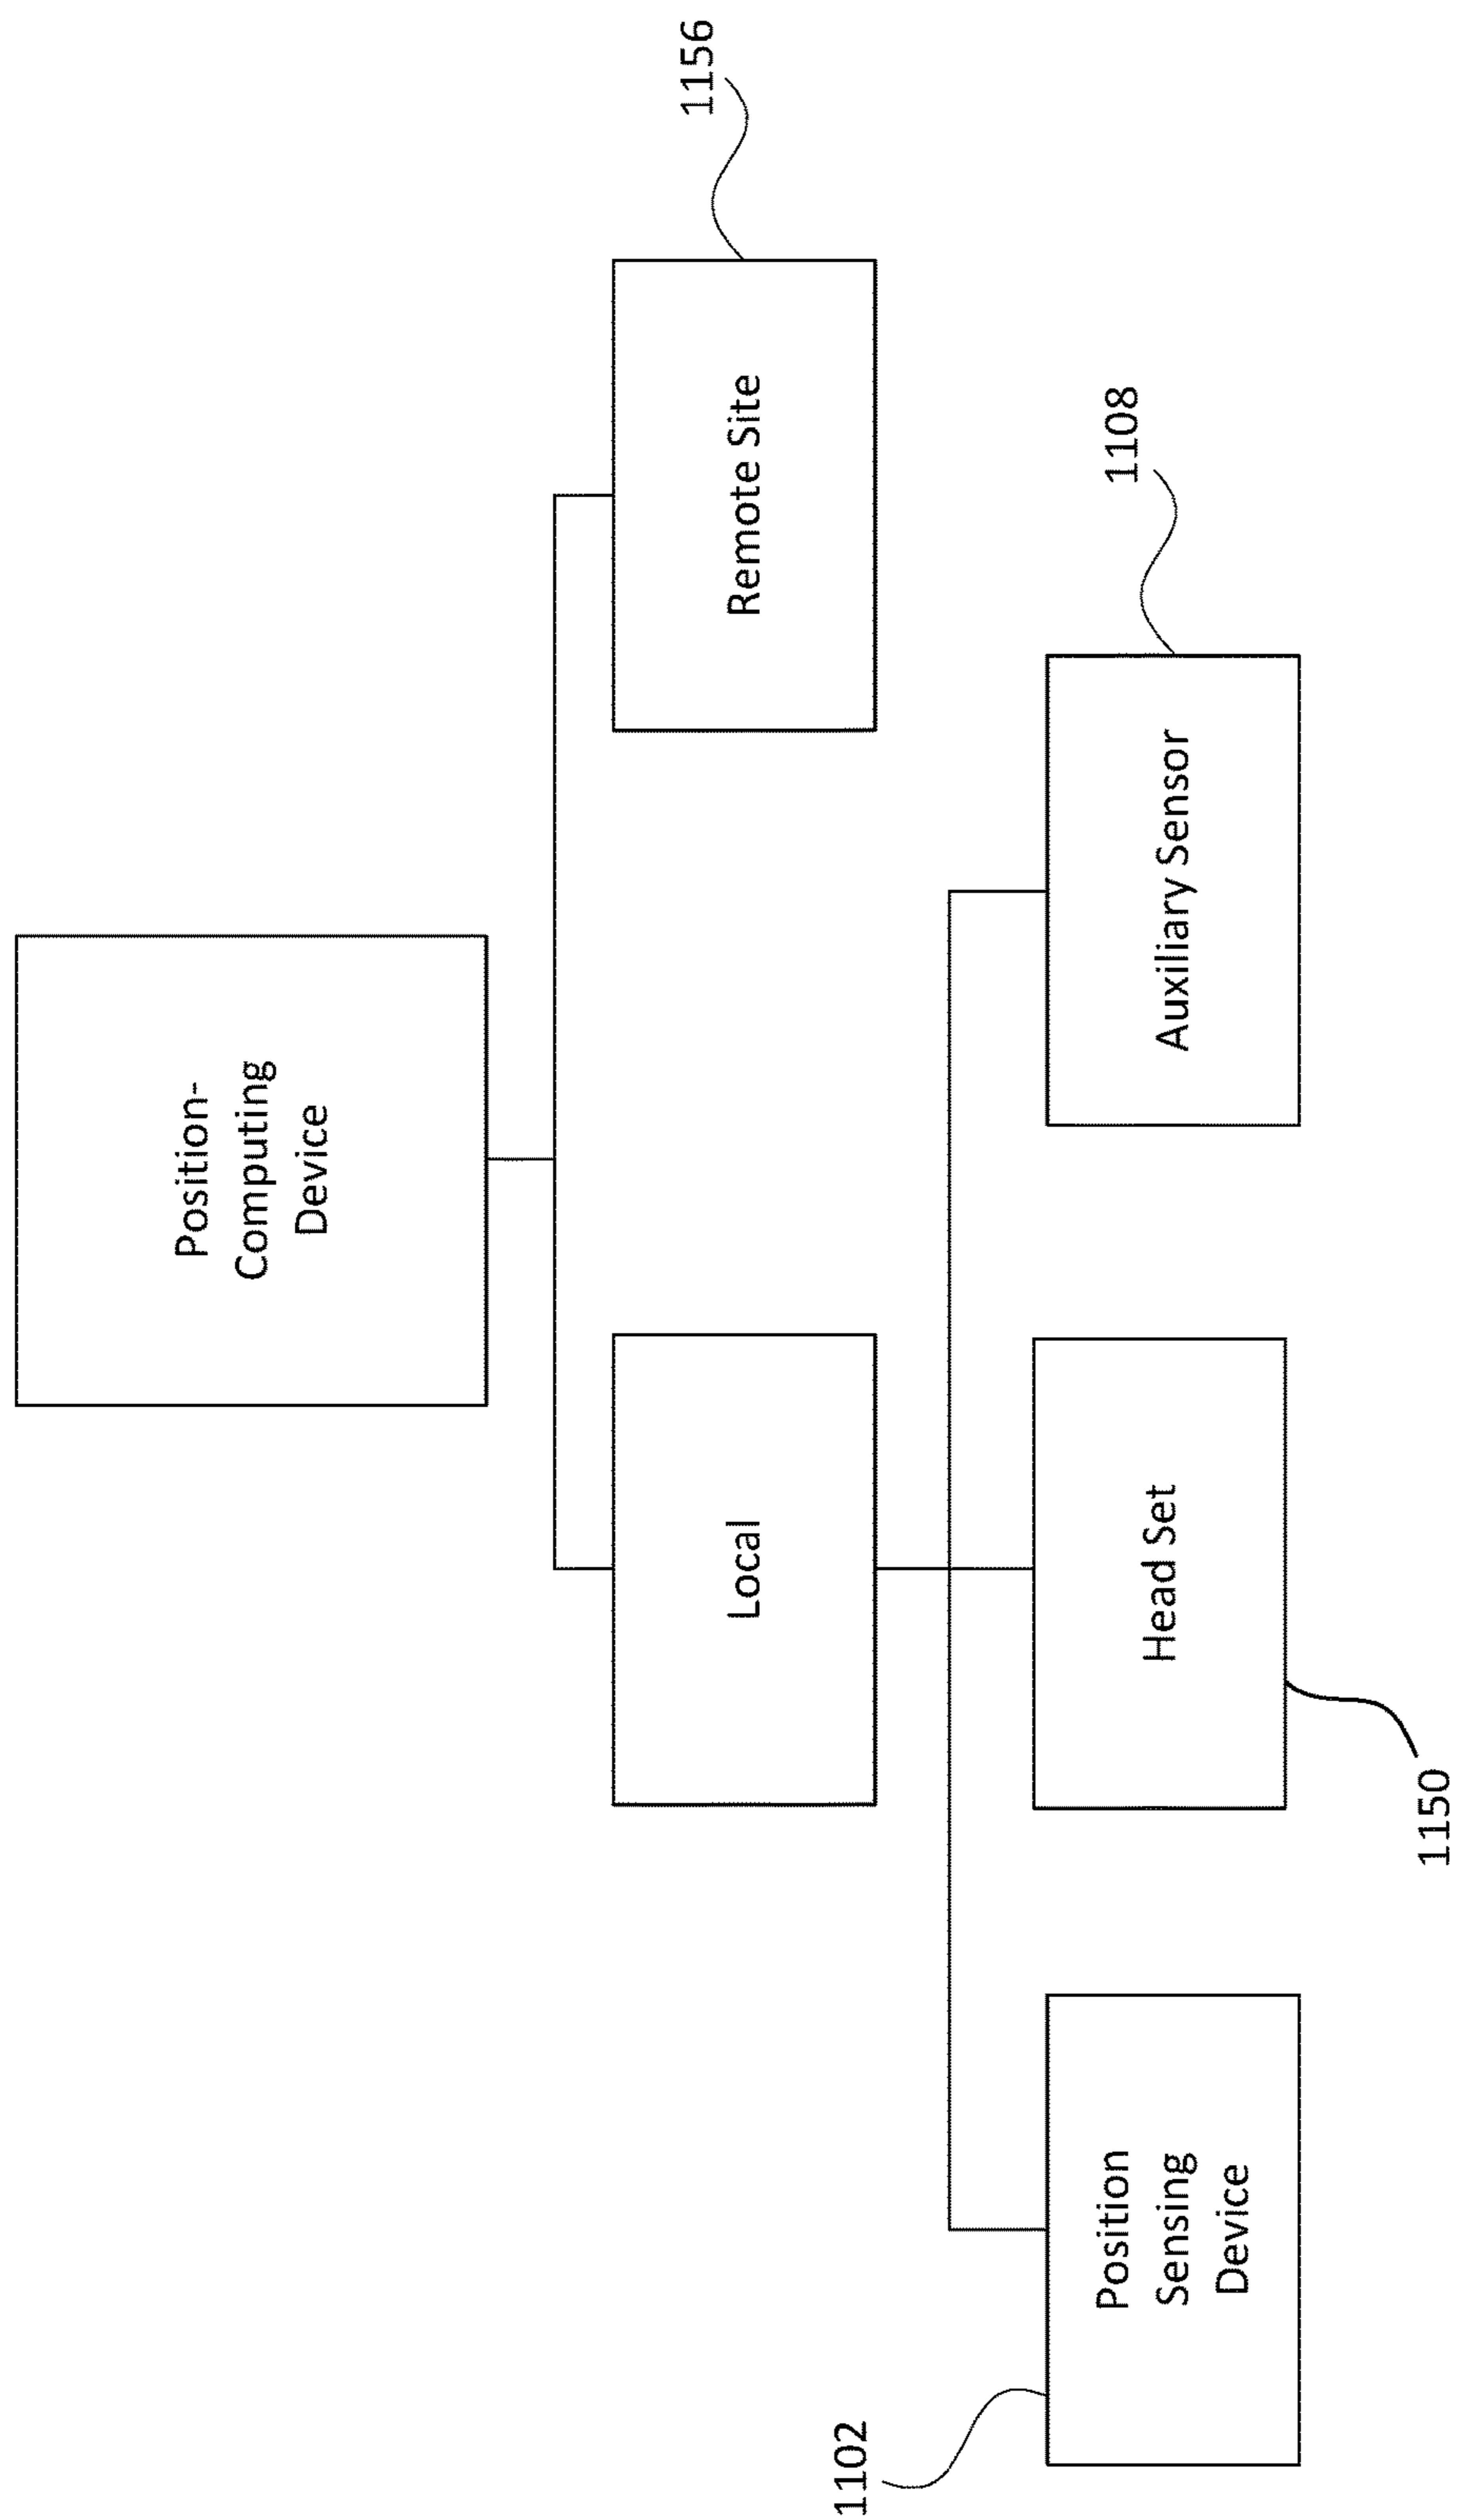 Position-
Computing
Device
1156
Local
Remote Site
1108
1102
Position
Sensing
Device
Head Set
Auxiliary Sensor
1150